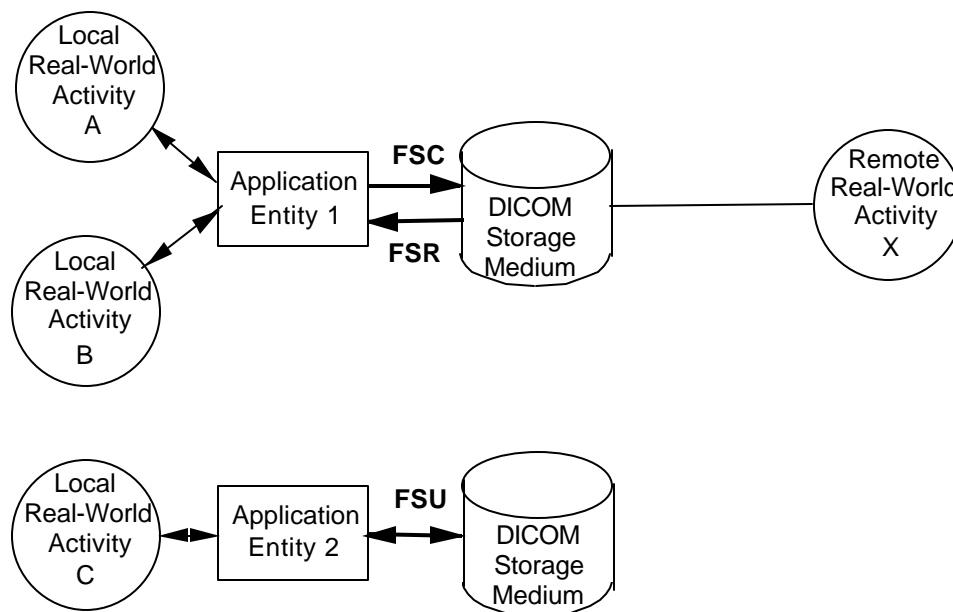 Local
Real-World
Activity
A
Local
Real-World
Activity
B
Application
Entity 1
FSC
FSR
DICOM
Storage
Medium
Remote
Real-World
Activity
X
Local
Real-World
Activity
C
Application
Entity 2
FSU
DICOM
Storage
Medium